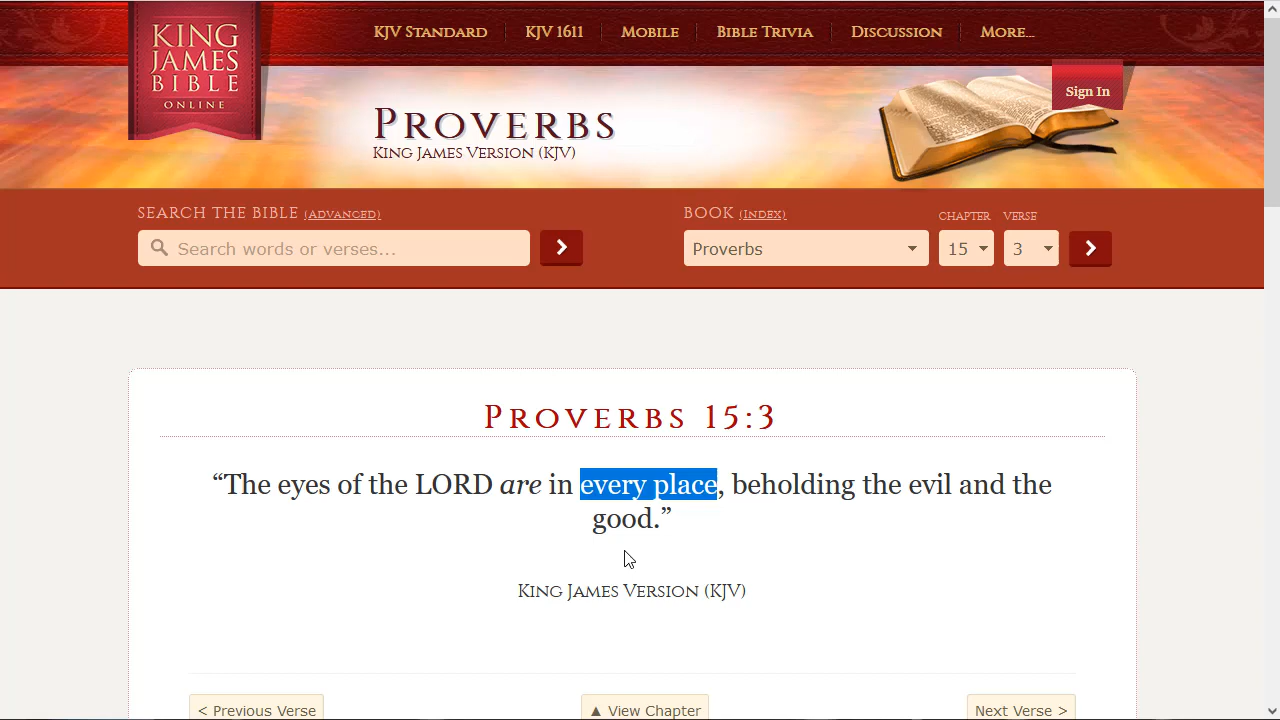 KING
JAMES
BIBLE
ONLINE
KJV Standard KJV 1611 Mobile Bible Trivia Discussion More...
Sign In
Proverbs
King James Version (KJV)
SEARCH THE BIBLE (Advanced) BOOK (Index) CHAPTER VERSE
Search words or verses... Proverbs 15 3
Proverbs 15:3
“The eyes of the LORD are in every place, beholding the evil and the
good.”
King James Version (KJV)
< Previous Verse ▲ View Chapter Next Verse >